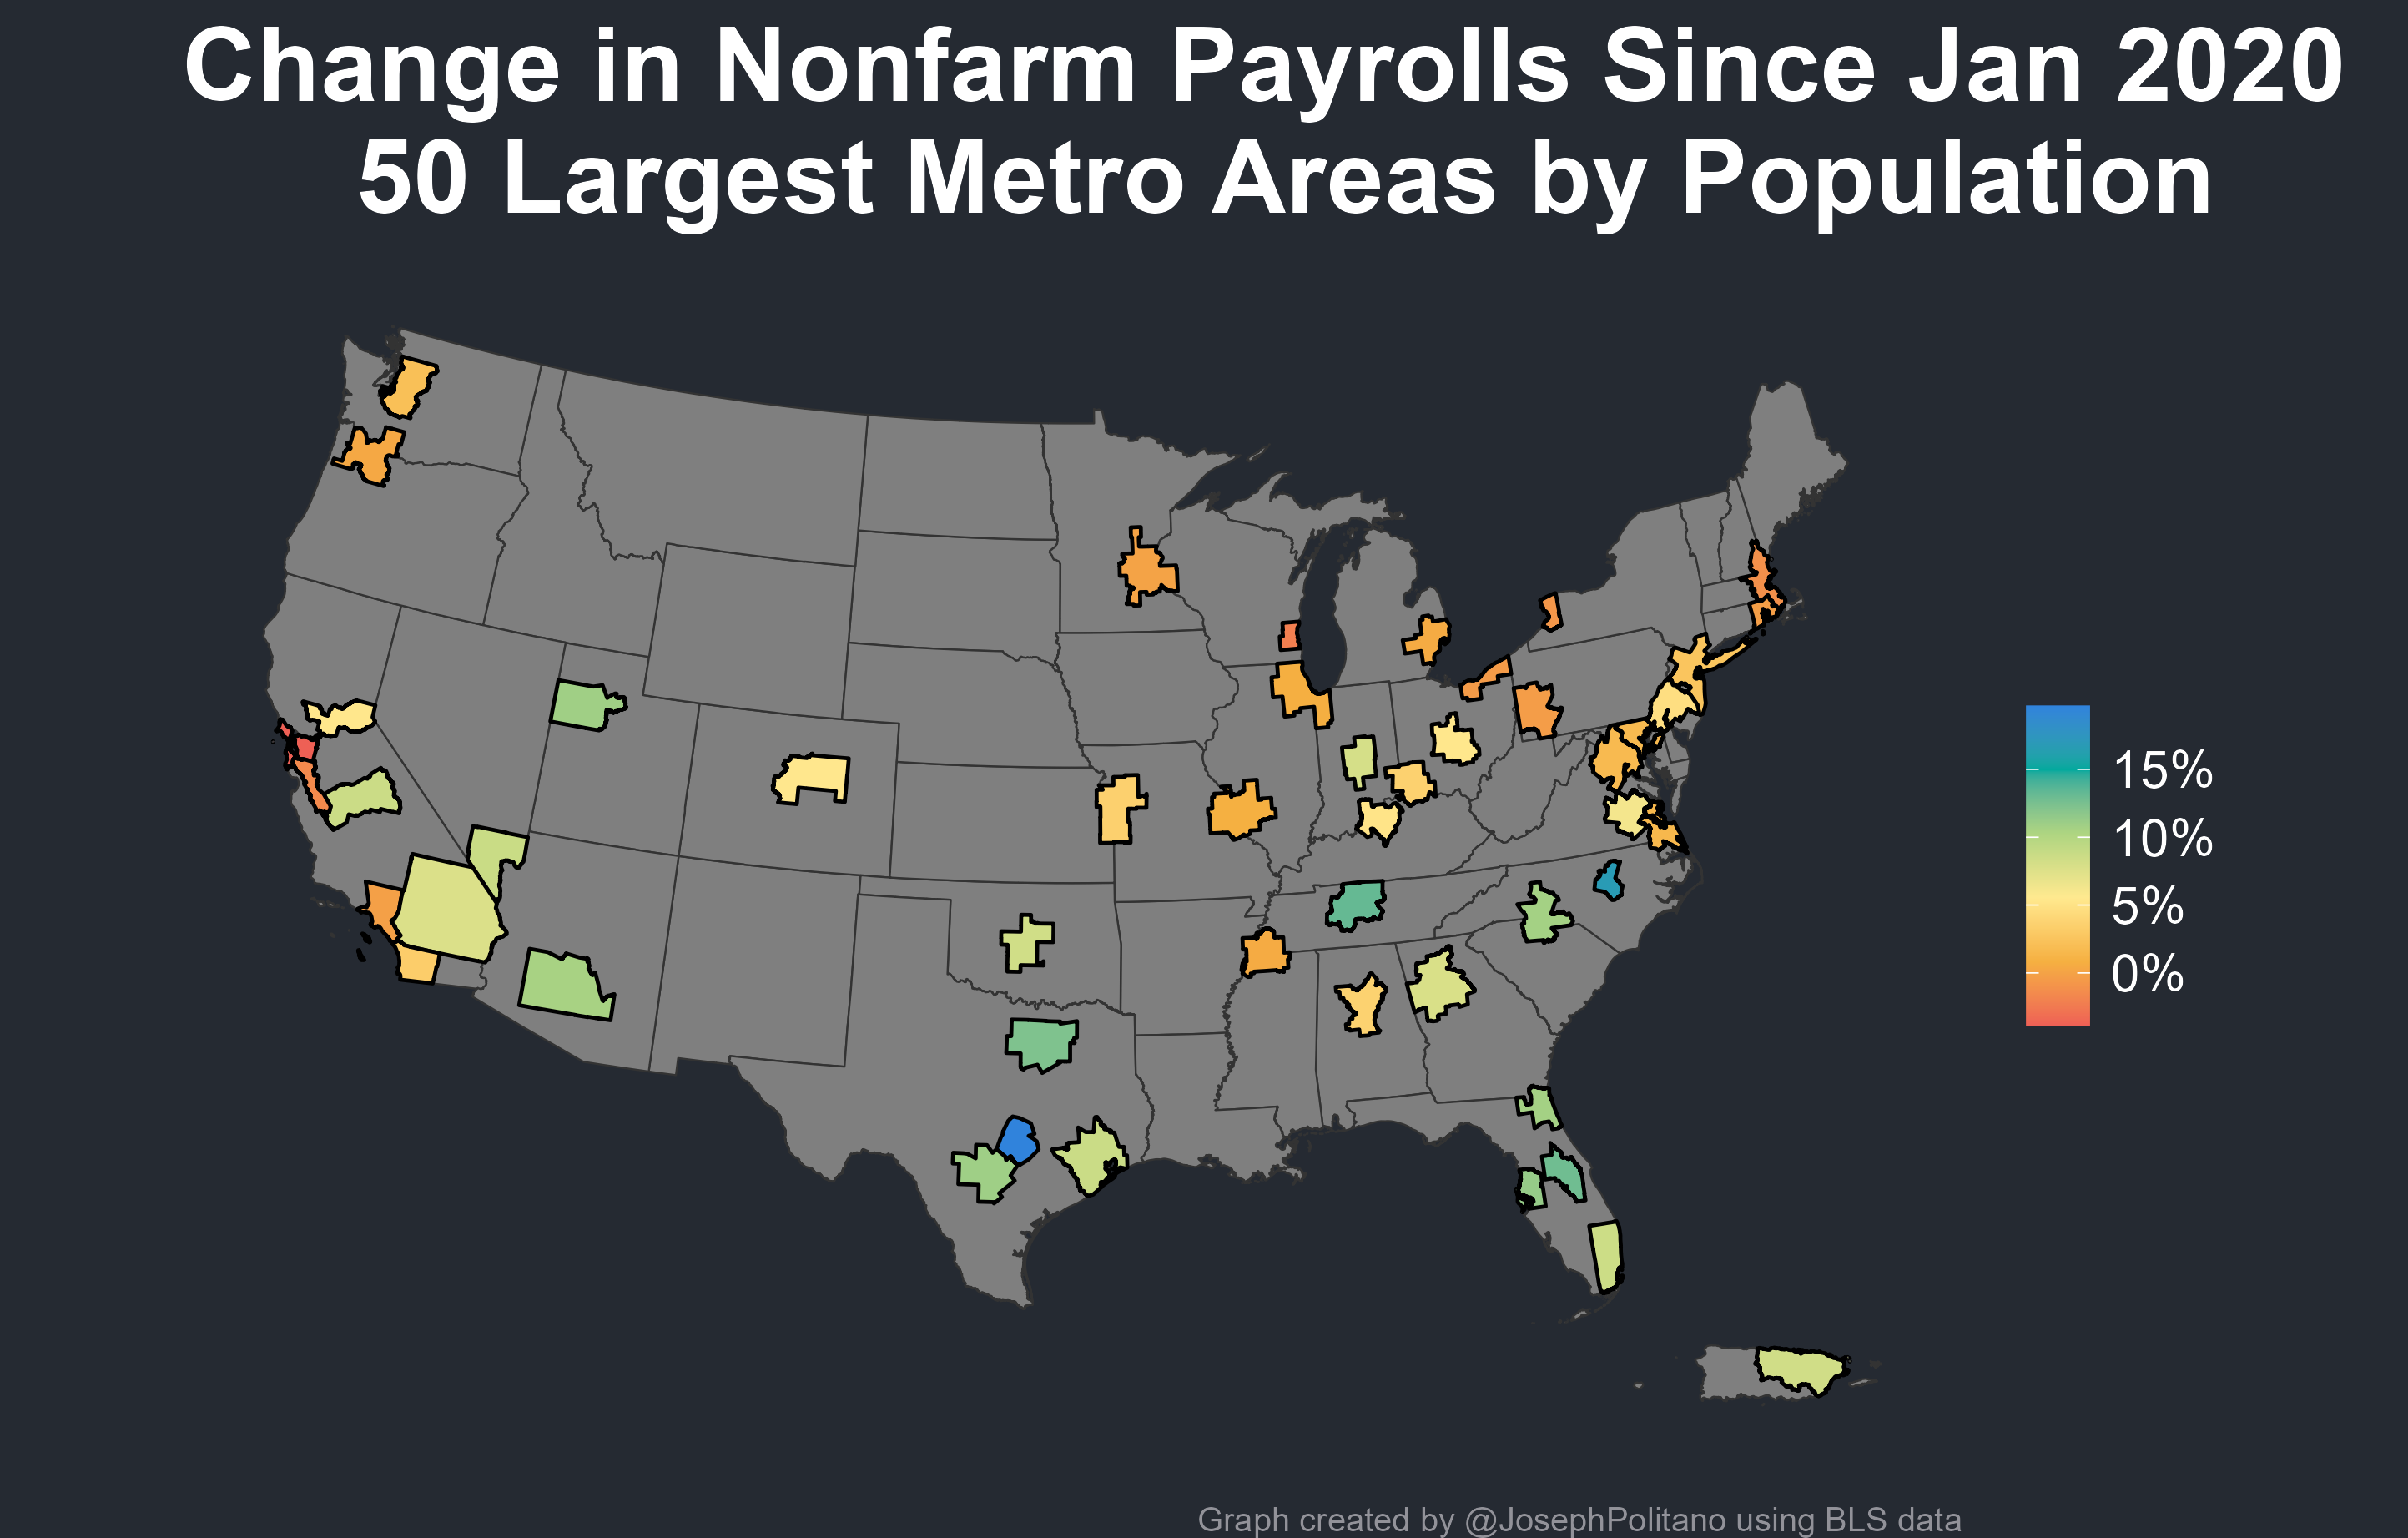 Change in Nonfarm Payrolls Since Jan 2020
50 Largest Metro Areas by Population
15%
10%
5%
0%
Graph created by @JosephPolitano using BLS data